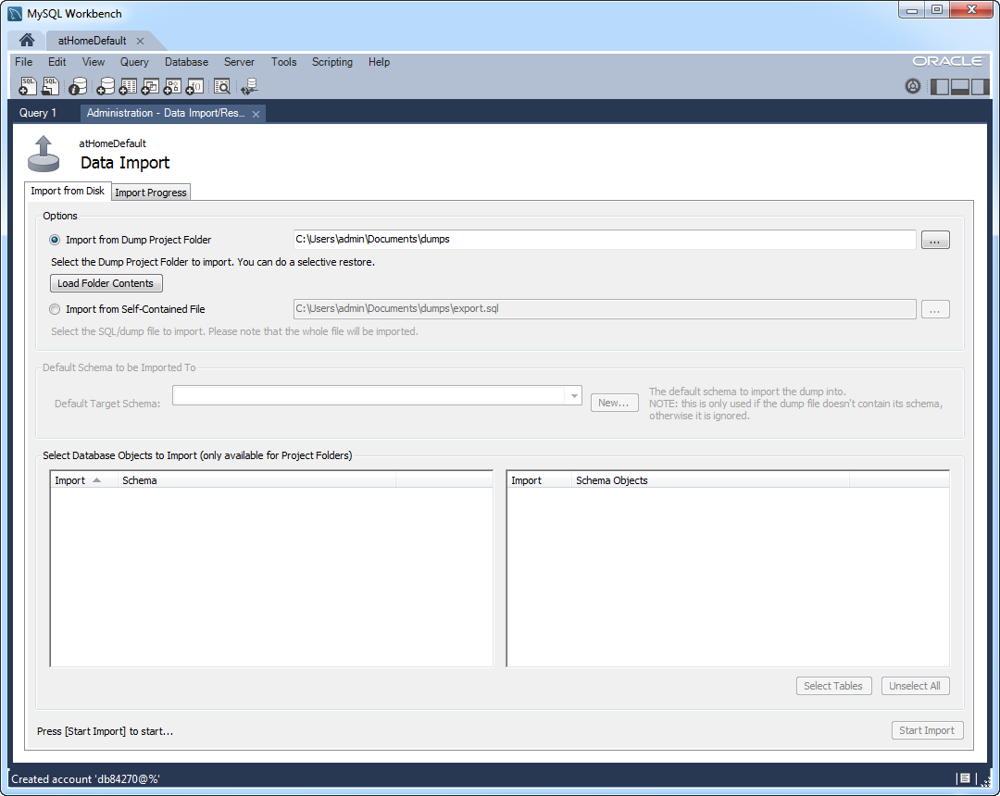 MySQL Workbench
atHomeDefault
File Edit View Query Database Server Tools Scripting Help
ORACLE
SQL SQL
Query 1 Administration - Data Import/Res...
atHomeDefault
Data Import
Import from Disk Import Progress
Options
Import from Dump Project Folder C:\Users\admin\Documents\dumps ...
Select the Dump Project Folder to import. You can do a selective restore.
Load Folder Contents
Import from Self-Contained File C:\Users\admin\Documents\dumps\export.sql ...
Select the SQL/dump file to import. Please note that the whole file will be imported.
Default Schema to be Imported To
Default Target Schema: New...
The default schema to import the dump into.
NOTE: this is only used if the dump file doesn't contain its schema,
otherwise it is ignored.
Select Database Objects to Import (only available for Project Folders)
Import Schema Import Schema Objects
Select Tables Unselect All
Press [Start Import] to start... Start Import
Created account 'db84270@%'